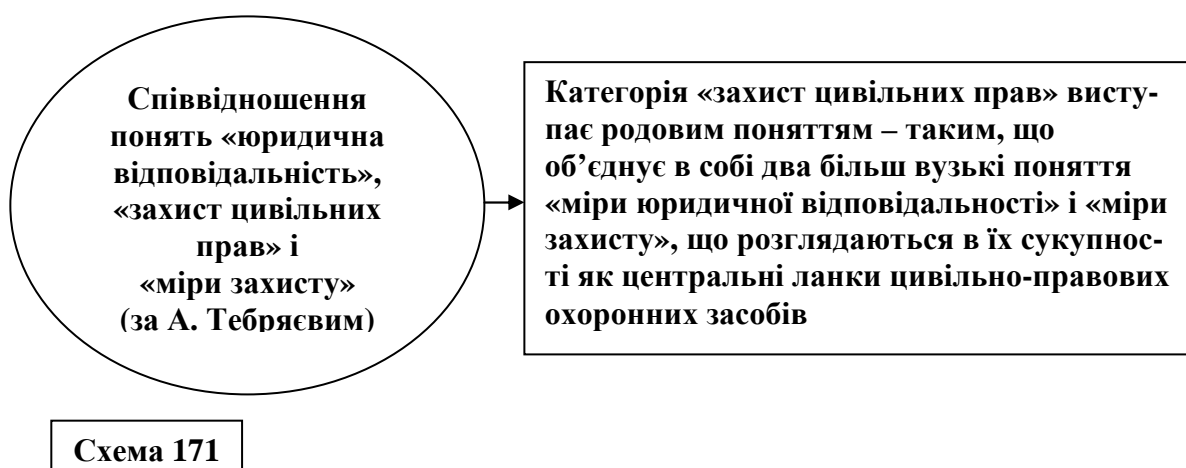 Співвідношення
понять «юридична
відповідальність»,
«захист цивільних
прав» і
«міри захисту»
(за А. Тебряєвим)
Категорія «захист цивільних прав» висту-
пає родовим поняттям – таким, що
об’єднує в собі два більш вузькі поняття
«міри юридичної відповідальності» і «міри
захисту», що розглядаються в їх сукупнос-
ті як центральні ланки цивільно-правових
охоронних засобів
Схема 171